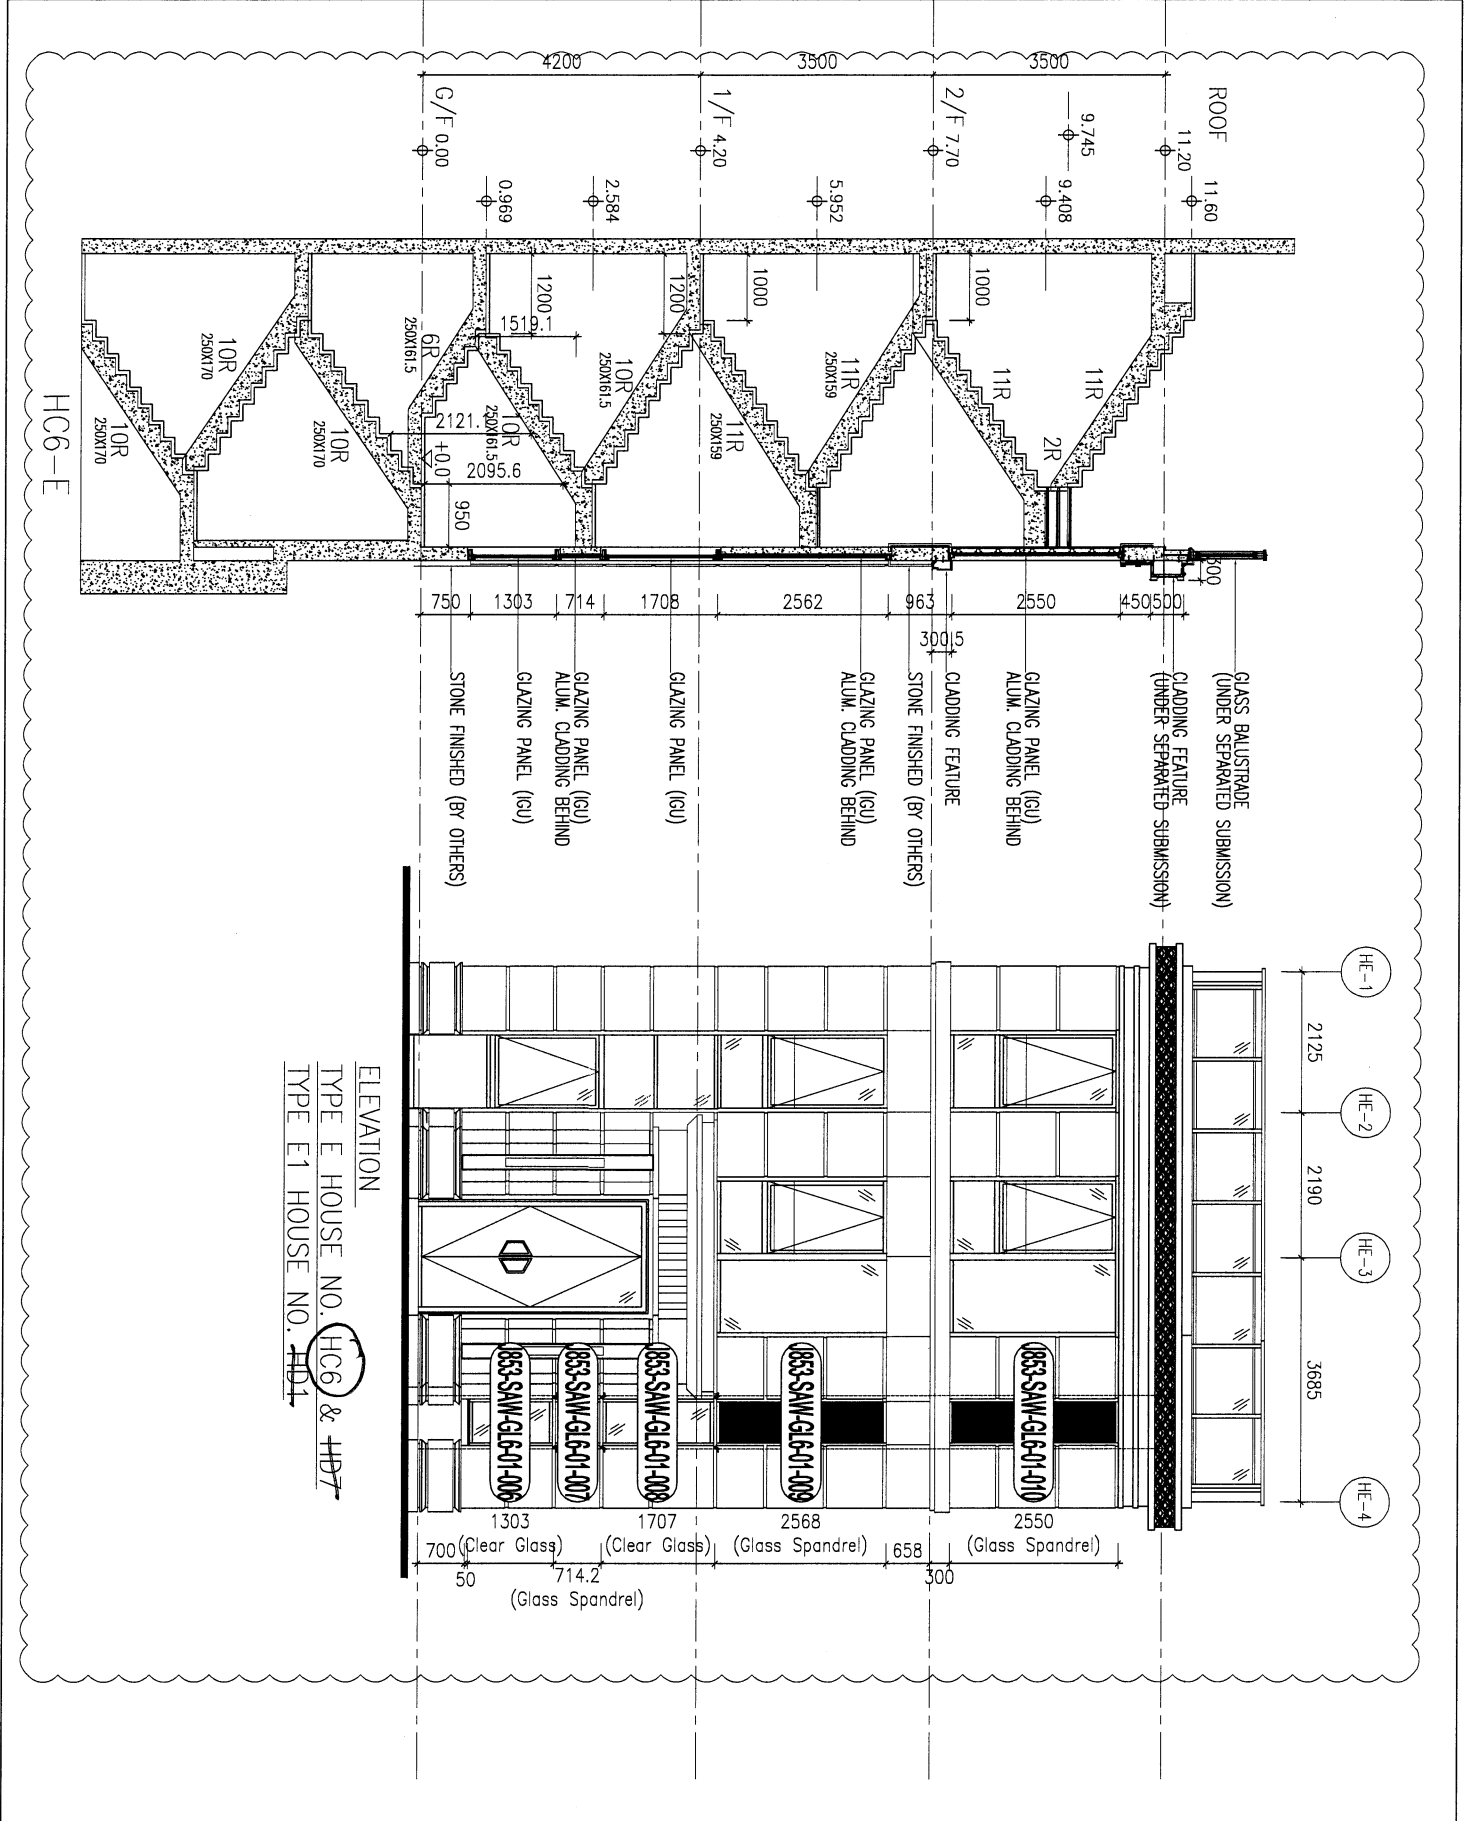 ROOF
11.20
11.60
9.745
9.408
2/F 7.70
5.952
1/F 4.20
2.584
0.969
G/F 0.00
3500
3500
4200
1000
1000
1200
1200
1519.1
2121.
2095.6
950
+0.0
11R
2R
11R
11R
250X159
11R
250X159
10R
250X161.5
10R
250X161.5
6R
250X161.5
10R
250X170
10R
250X170
10R
250X170
HC6-E
300
500
450
2550
963
300.5
2562
1708
714
1303
750
GLASS BALUSTRADE
(UNDER SEPARATED SUBMISSION)
CLADDING FEATURE
(UNDER SEPARATED SUBMISSION)
GLAZING PANEL (IGU)
ALUM. CLADDING BEHIND
CLADDING FEATURE
STONE FINISHED (BY OTHERS)
GLAZING PANEL (IGU)
ALUM. CLADDING BEHIND
GLAZING PANEL (IGU)
GLAZING PANEL (IGU)
ALUM. CLADDING BEHIND
GLAZING PANEL (IGU)
STONE FINISHED (BY OTHERS)
HE-1
HE-2
HE-3
HE-4
2125
2190
3685
J853-SAW-GL6-01-010
J853-SAW-GL6-01-009
J853-SAW-GL6-01-008
J853-SAW-GL6-01-007
J853-SAW-GL6-01-006
2550
(Glass Spandrel)
300
658
2568
(Glass Spandrel)
1707
(Clear Glass)
714.2
(Glass Spandrel)
1303
(Clear Glass)
50
700
ELEVATION
TYPE E HOUSE NO. HC6 & HD7
TYPE E1 HOUSE NO. HD1